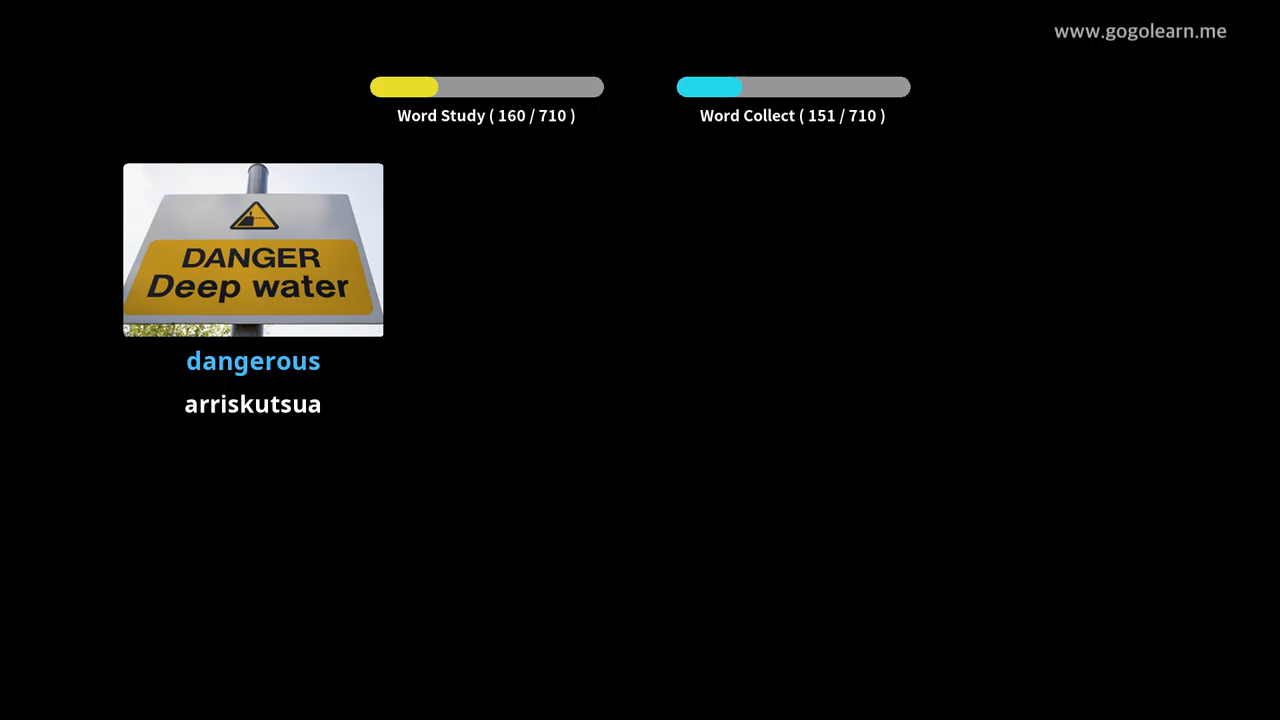 www.gogolearn.me
Word Study ( 160 / 710 )
Word Collect ( 151 / 710 )
DANGER
Deep water
dangerous
arriskutsua